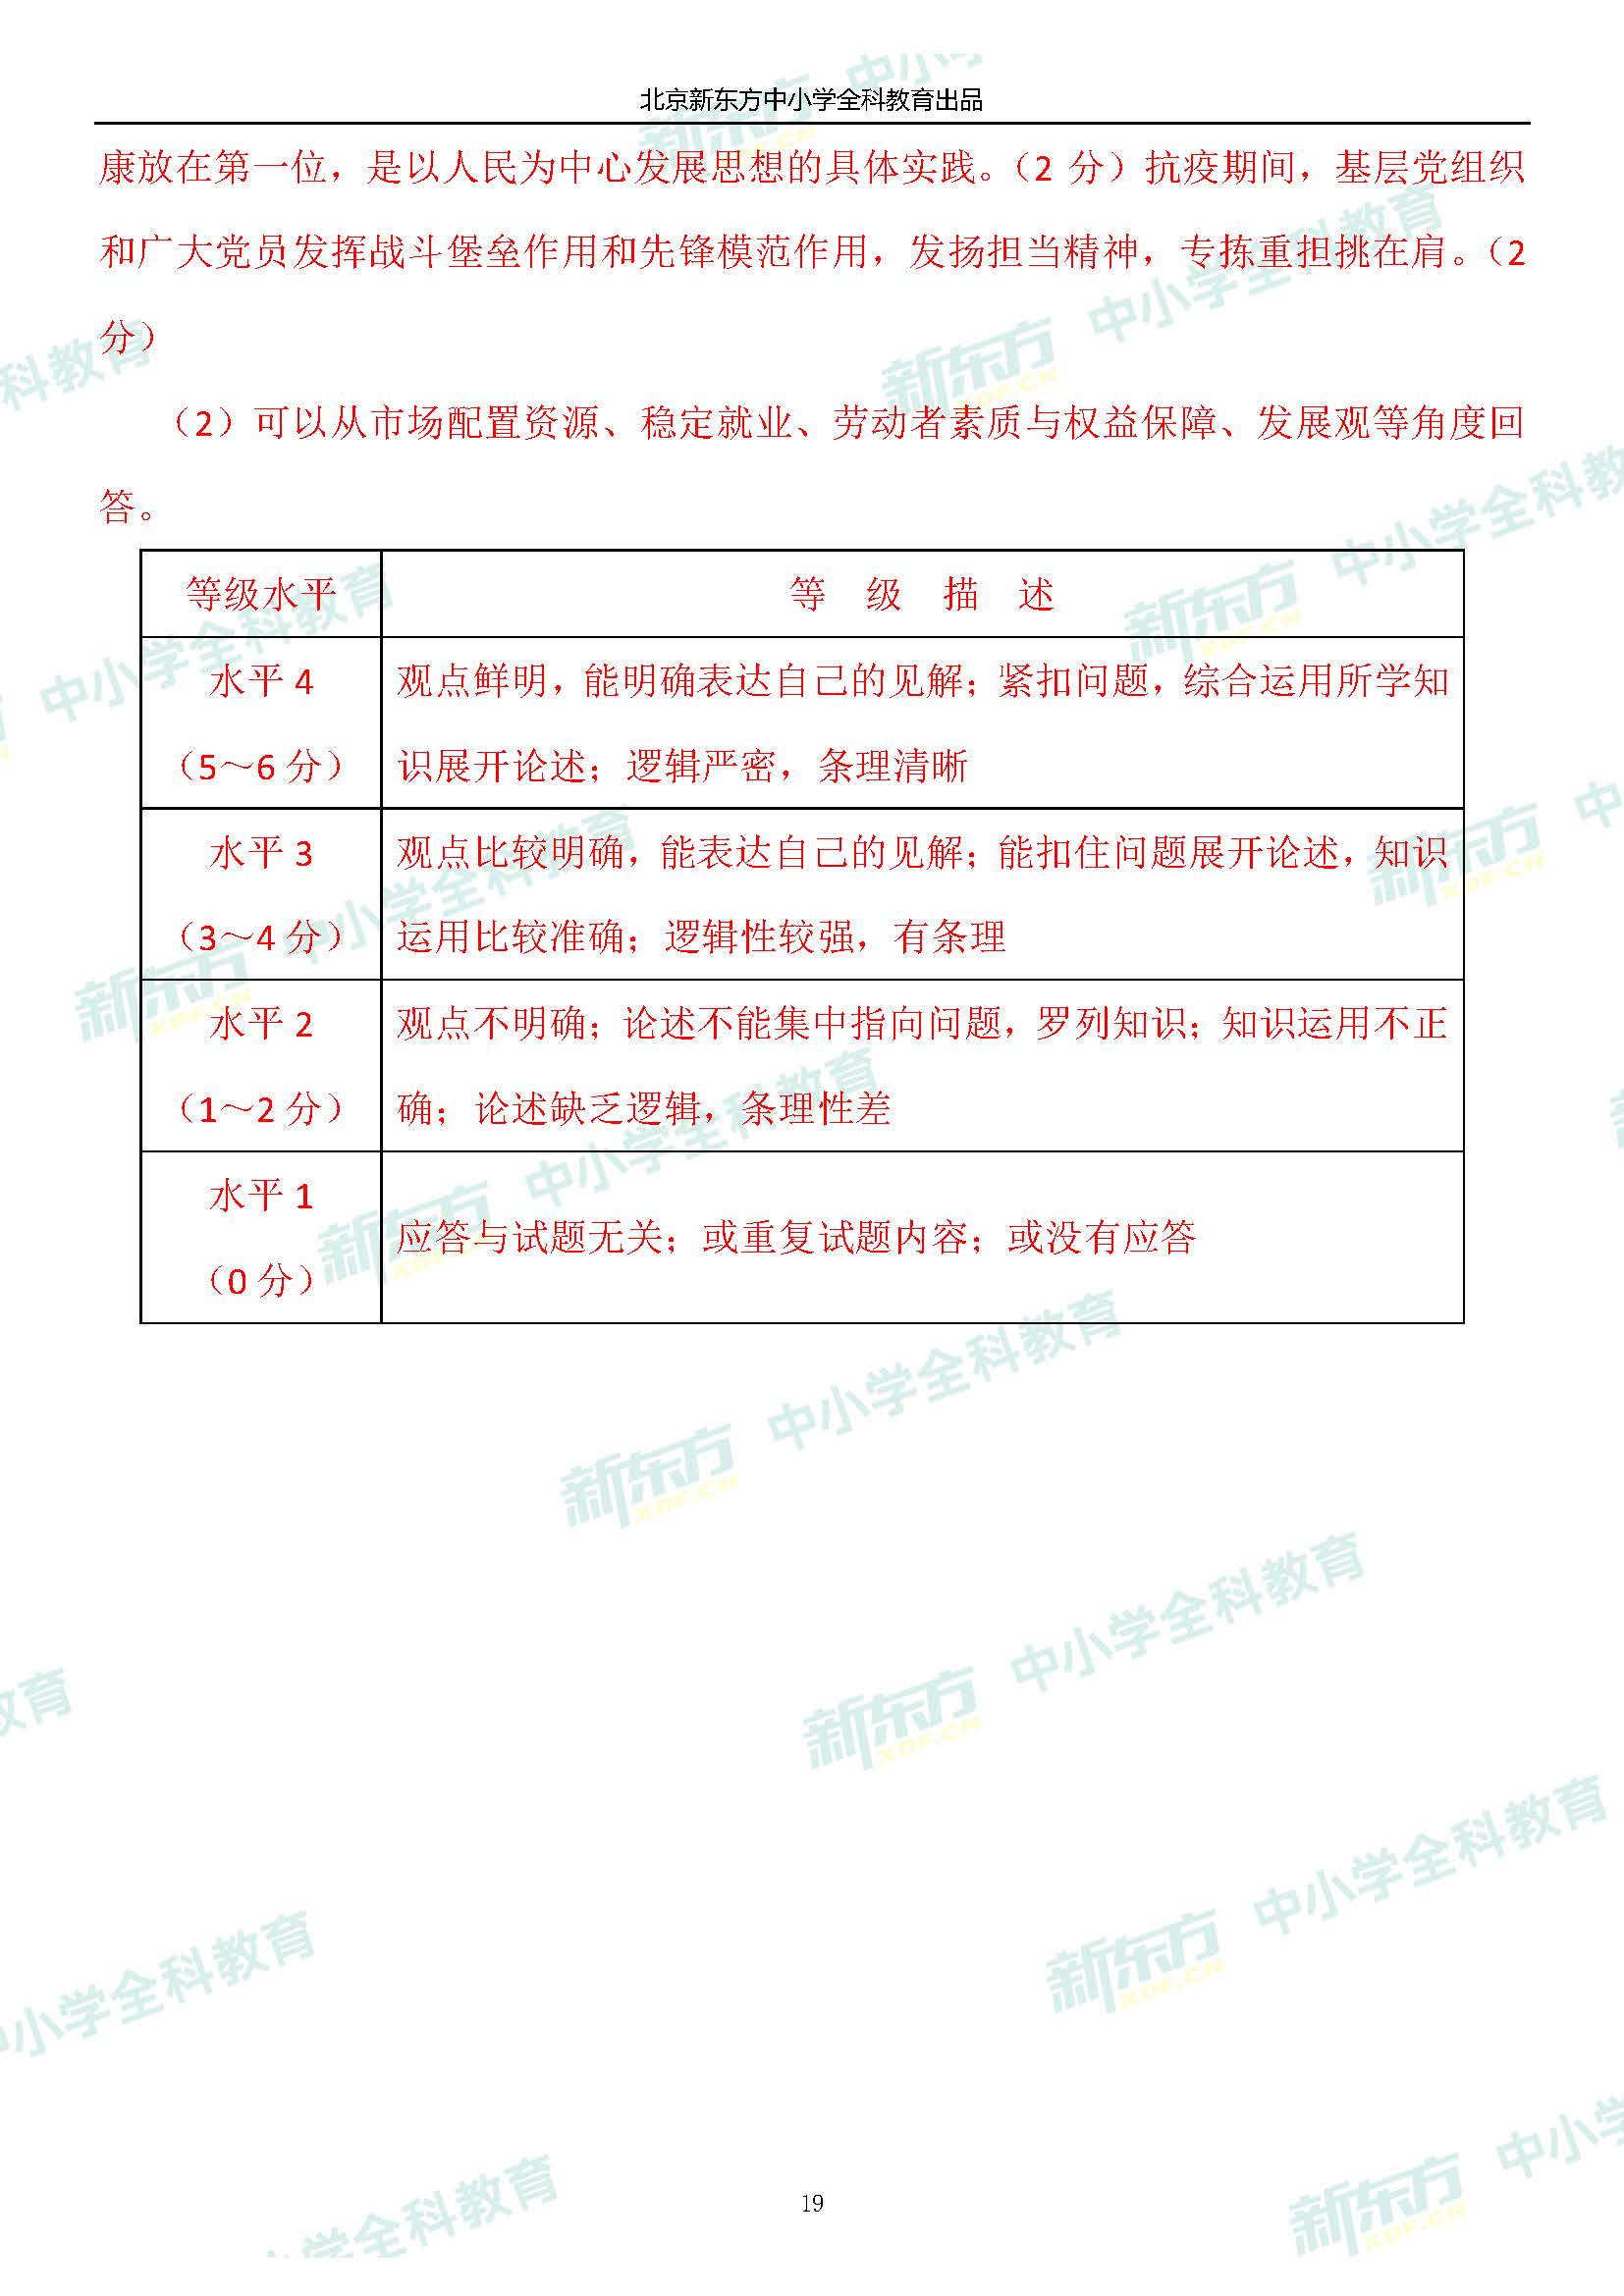 北京新东方中小学全科教育出品
康放在第一位，是以人民为中心发展思想的具体实践。（2 分）抗疫期间，基层党组织
和广大党员发挥战斗堡垒作用和先锋模范作用，发扬担当精神，专拣重担挑在肩。（2
分）
（2）可以从市场配置资源、稳定就业、劳动者素质与权益保障、发展观等角度回
答。
等级水平 等 级 描 述
水平 4
（5～6 分）
观点鲜明，能明确表达自己的见解；紧扣问题，综合运用所学知
识展开论述；逻辑严密，条理清晰
水平 3
（3～4 分）
观点比较明确，能表达自己的见解；能扣住问题展开论述，知识
运用比较准确；逻辑性较强，有条理
水平 2
（1～2 分）
观点不明确；论述不能集中指向问题，罗列知识；知识运用不正
确；论述缺乏逻辑，条理性差
水平 1
（0 分）
应答与试题无关；或重复试题内容；或没有应答
新东方 XDF.CN 中小学全科教育
19